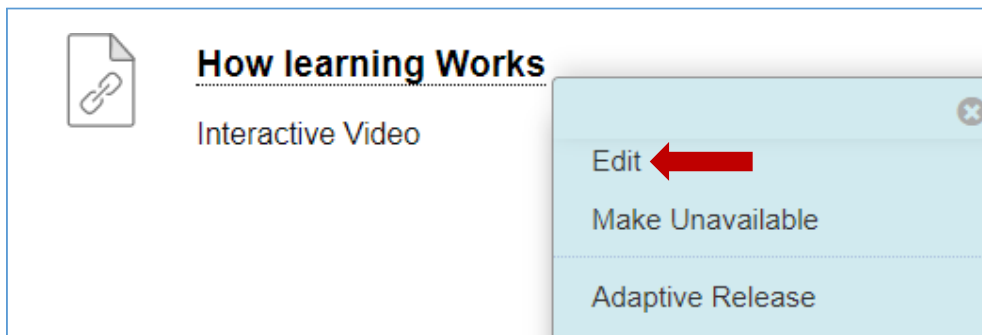 How learning Works
Interactive Video
Edit
Make Unavailable
Adaptive Release